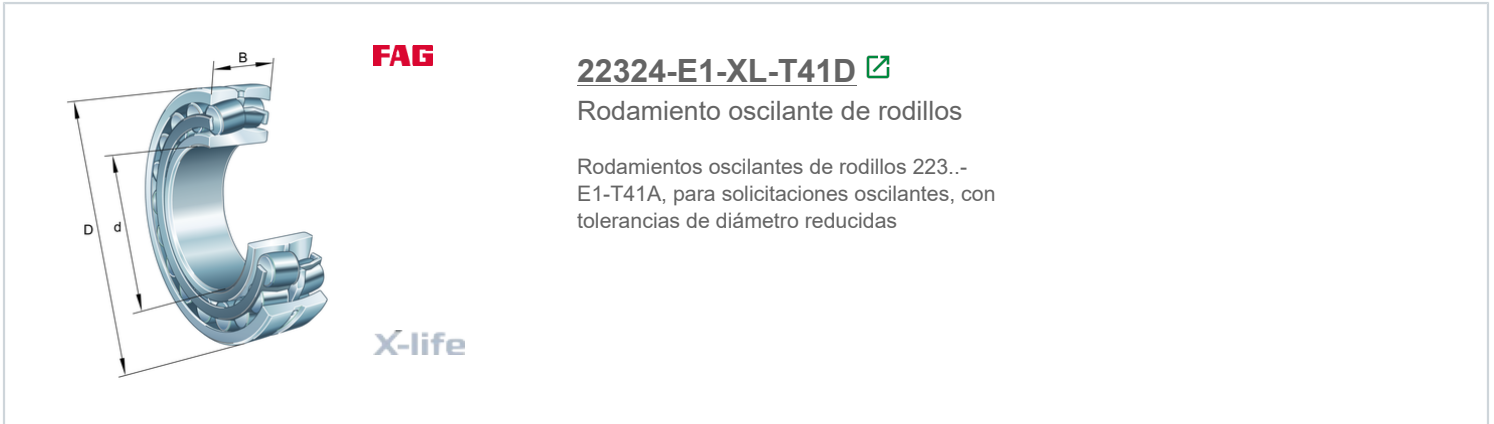 B
D
d
FAG
X-life
22324-E1-XL-T41D
Rodamiento oscilante de rodillos
Rodamientos oscilantes de rodillos 223..-
E1-T41A, para solicitaciones oscilantes, con
tolerancias de diámetro reducidas